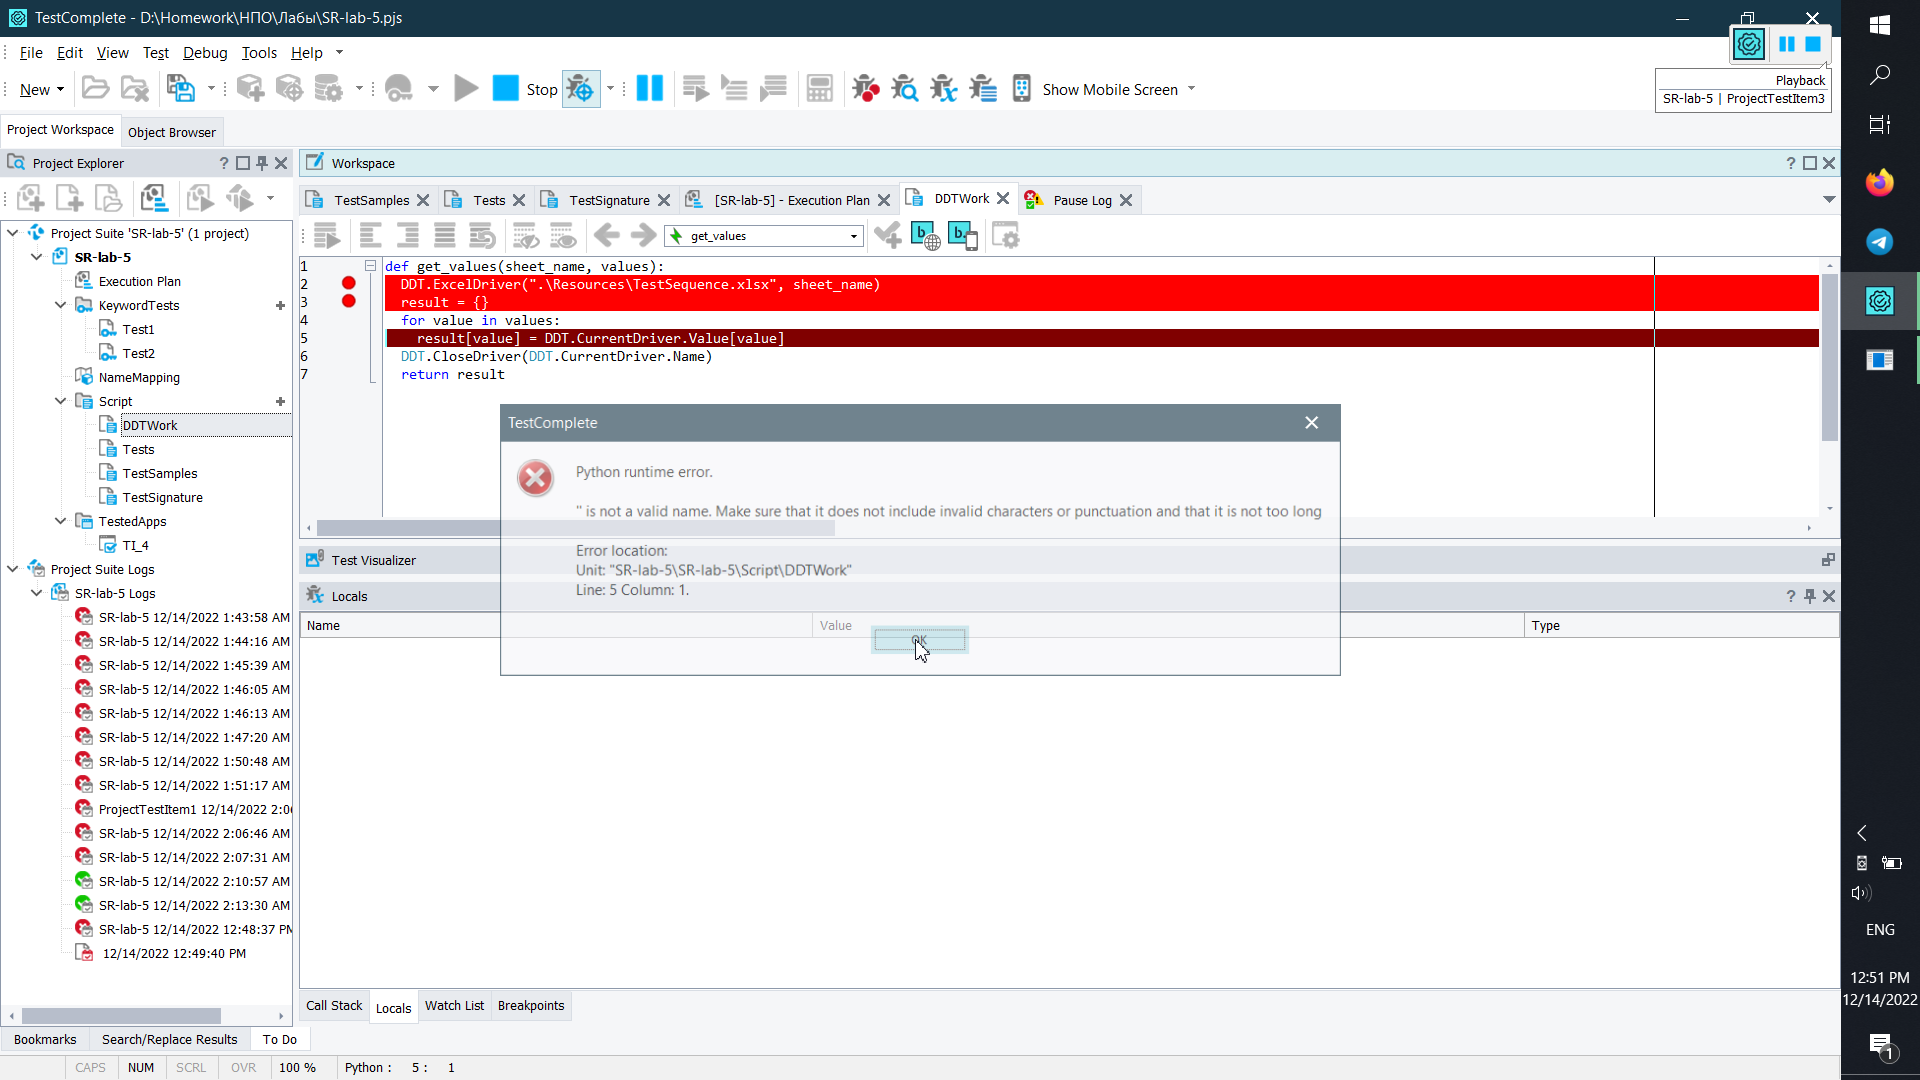 TestComplete - D:\Homework\НПО\Лабы\SR-lab-5.pjs
File Edit View Test Debug Tools Help
New Stop Show Mobile Screen
Playback
SR-lab-5 | ProjectTestItem3
Project Workspace Object Browser
Project Explorer
Workspace
TestSamples Tests TestSignature [SR-lab-5] - Execution Plan DDTWork Pause Log
get_values
Project Suite 'SR-lab-5' (1 project)
SR-lab-5
Execution Plan
KeywordTests
Test1
Test2
NameMapping
Script
DDTWork
Tests
TestSamples
TestSignature
TestedApps
TI_4
Project Suite Logs
SR-lab-5 Logs
SR-lab-5 12/14/2022 1:43:58 AM
SR-lab-5 12/14/2022 1:44:16 AM
SR-lab-5 12/14/2022 1:45:39 AM
SR-lab-5 12/14/2022 1:46:05 AM
SR-lab-5 12/14/2022 1:46:13 AM
SR-lab-5 12/14/2022 1:47:20 AM
SR-lab-5 12/14/2022 1:50:48 AM
SR-lab-5 12/14/2022 1:51:17 AM
ProjectTestItem1 12/14/2022 2:0
SR-lab-5 12/14/2022 2:06:46 AM
SR-lab-5 12/14/2022 2:07:31 AM
SR-lab-5 12/14/2022 2:10:57 AM
SR-lab-5 12/14/2022 2:13:30 AM
SR-lab-5 12/14/2022 12:48:37 PM
12/14/2022 12:49:40 PM
1 def get_values(sheet_name, values):
2 DDT.ExcelDriver(".\Resources\TestSequence.xlsx", sheet_name)
3 result = {}
4 for value in values:
5 result[value] = DDT.CurrentDriver.Value[value]
6 DDT.CloseDriver(DDT.CurrentDriver.Name)
7 return result
TestComplete
Python runtime error.
'' is not a valid name. Make sure that it does not include invalid characters or punctuation and that it is not too long
Error location:
Unit: "SR-lab-5\SR-lab-5\Script\DDTWork"
Line: 5 Column: 1.
OK
Test Visualizer
Locals
Name Value Type
Call Stack Locals Watch List Breakpoints
Bookmarks Search/Replace Results To Do
CAPS NUM SCRL OVR 100 % Python : 5 : 1
ENG
12:51 PM
12/14/2022
1